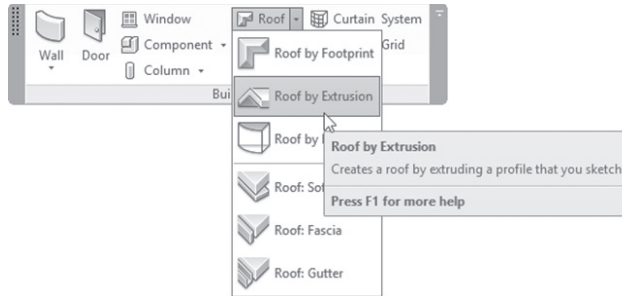 Wall
Door
Window
Component
Column
Roof
Curtain System
Grid
Bui
Roof by Footprint
Roof by Extrusion
Roof by
Roof: Sof
Roof: Fascia
Roof: Gutter
Roof by Extrusion
Creates a roof by extruding a profile that you sketch
Press F1 for more help